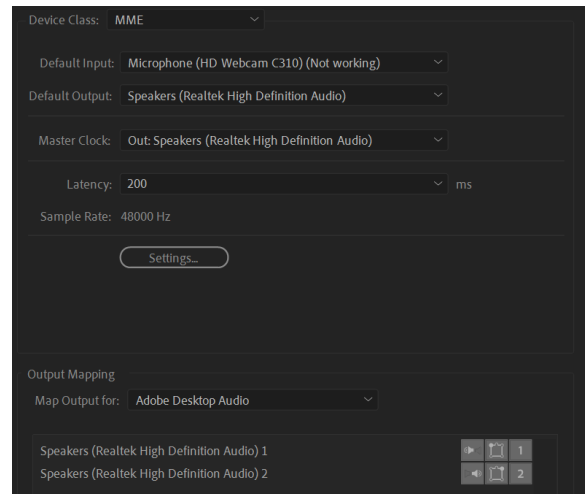 Device Class: MME
Default Input: Microphone (HD Webcam C310) (Not working)
Default Output: Speakers (Realtek High Definition Audio)
Master Clock: Out: Speakers (Realtek High Definition Audio)
Latency: 200 ms
Sample Rate: 48000 Hz
Settings...
Output Mapping
Map Output for: Adobe Desktop Audio
Speakers (Realtek High Definition Audio) 1 1
Speakers (Realtek High Definition Audio) 2 2